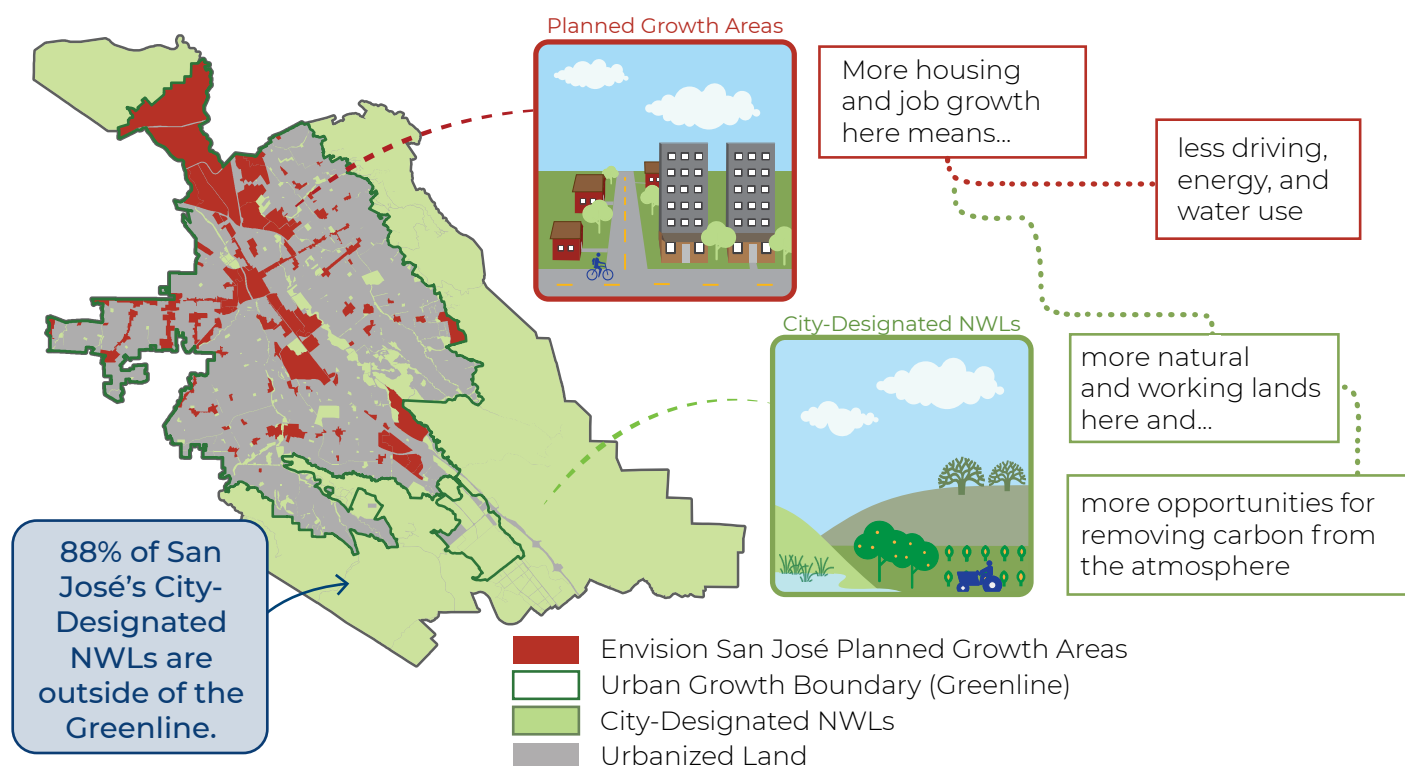 Planned Growth Areas
More housing
and job growth
here means...
less driving,
energy, and
water use
City-Designated NWLs
more natural
and working lands
here and...
more opportunities for
removing carbon from
the atmosphere
88% of San
José’s City-
Designated
NWLs are
outside of the
Greenline.
Envision San José Planned Growth Areas
Urban Growth Boundary (Greenline)
City-Designated NWLs
Urbanized Land